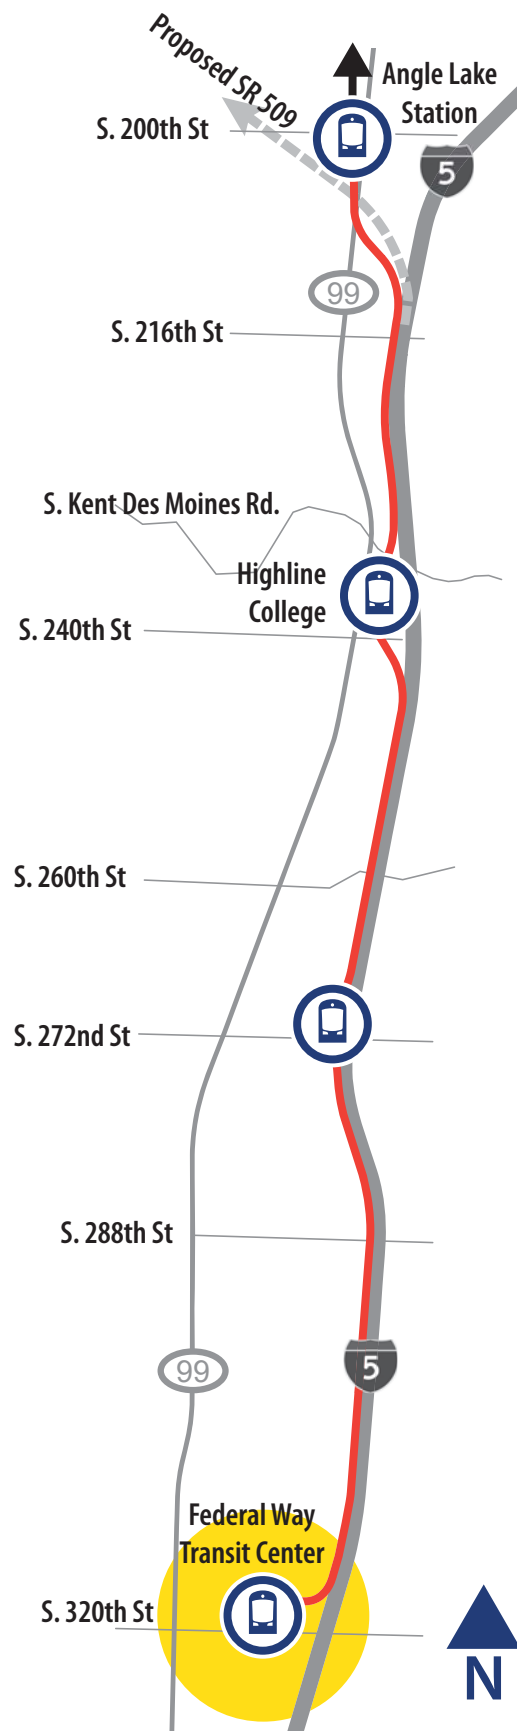 Proposed SR 509
Angle Lake
Station
S. 200th St
5
99
S. 216th St
S. Kent Des Moines Rd.
Highline
College
S. 240th St
S. 260th St
S. 272nd St
S. 288th St
99
5
Federal Way
Transit Center
S. 320th St
N